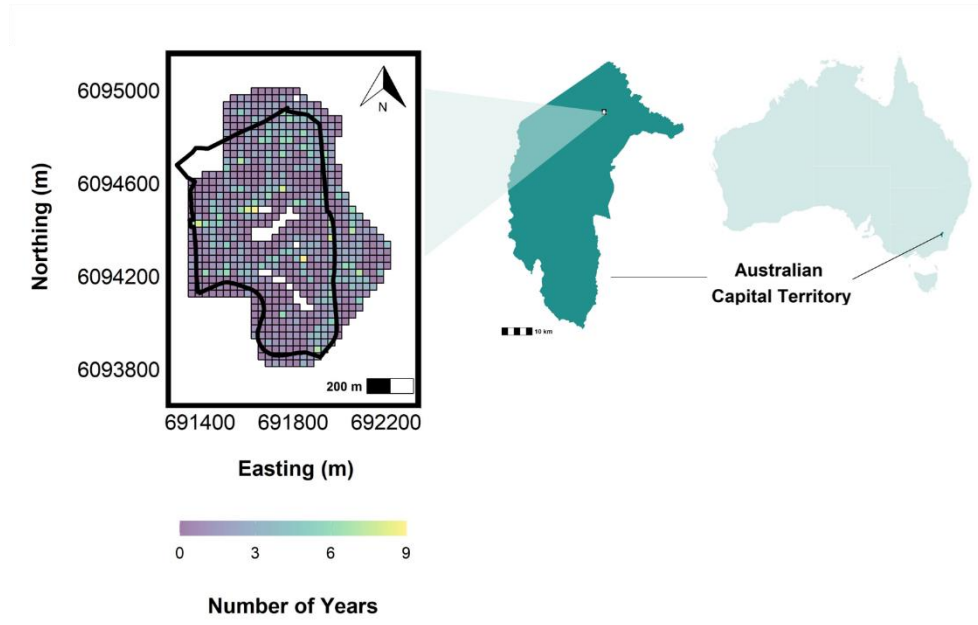 6095000
6094600
6094200
6093800
Northing (m)
N
200 m
691400 691800 692200
Easting (m)
0 3 6 9
Number of Years
10 km
Australian
Capital Territory